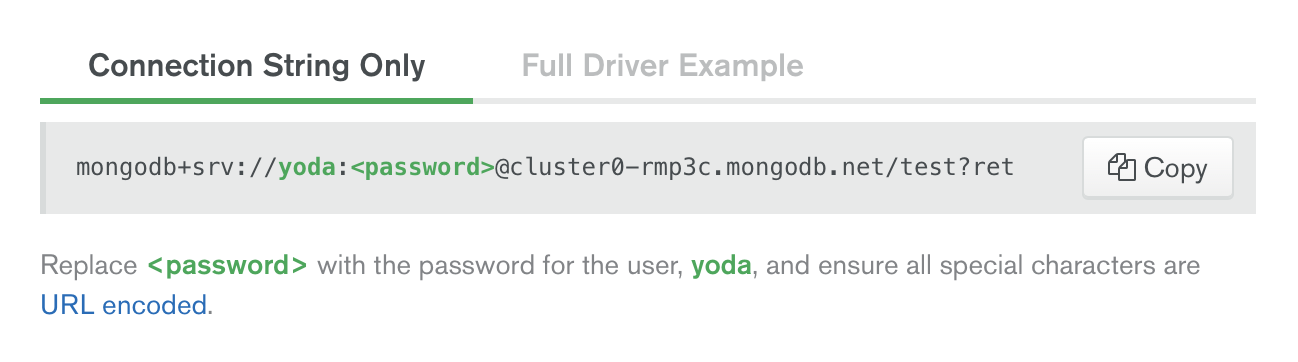 Connection String Only Full Driver Example
mongodb+srv://yoda:<password>@cluster0-rmp3c.mongodb.net/test?ret Copy
Replace <password> with the password for the user, yoda, and ensure all special characters are
URL encoded.